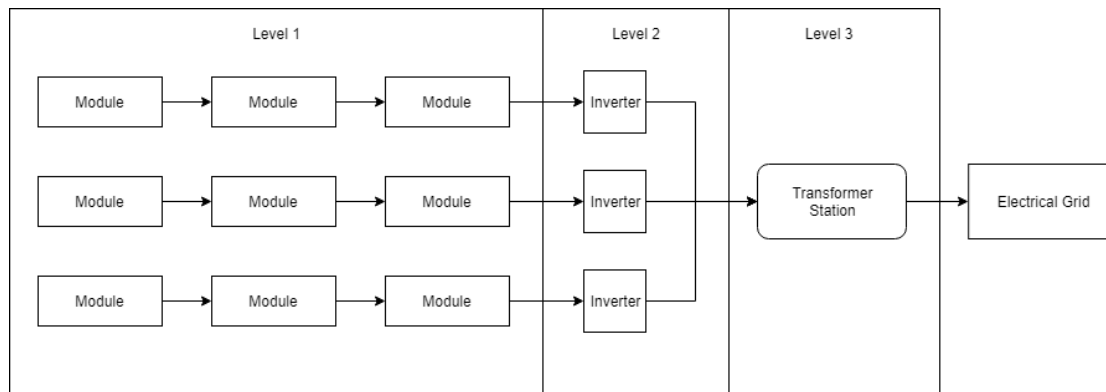 Level 1
Level 2
Level 3
Module
Module
Module
Inverter
Module
Module
Module
Inverter
Transformer
Station
Electrical Grid
Module
Module
Module
Inverter